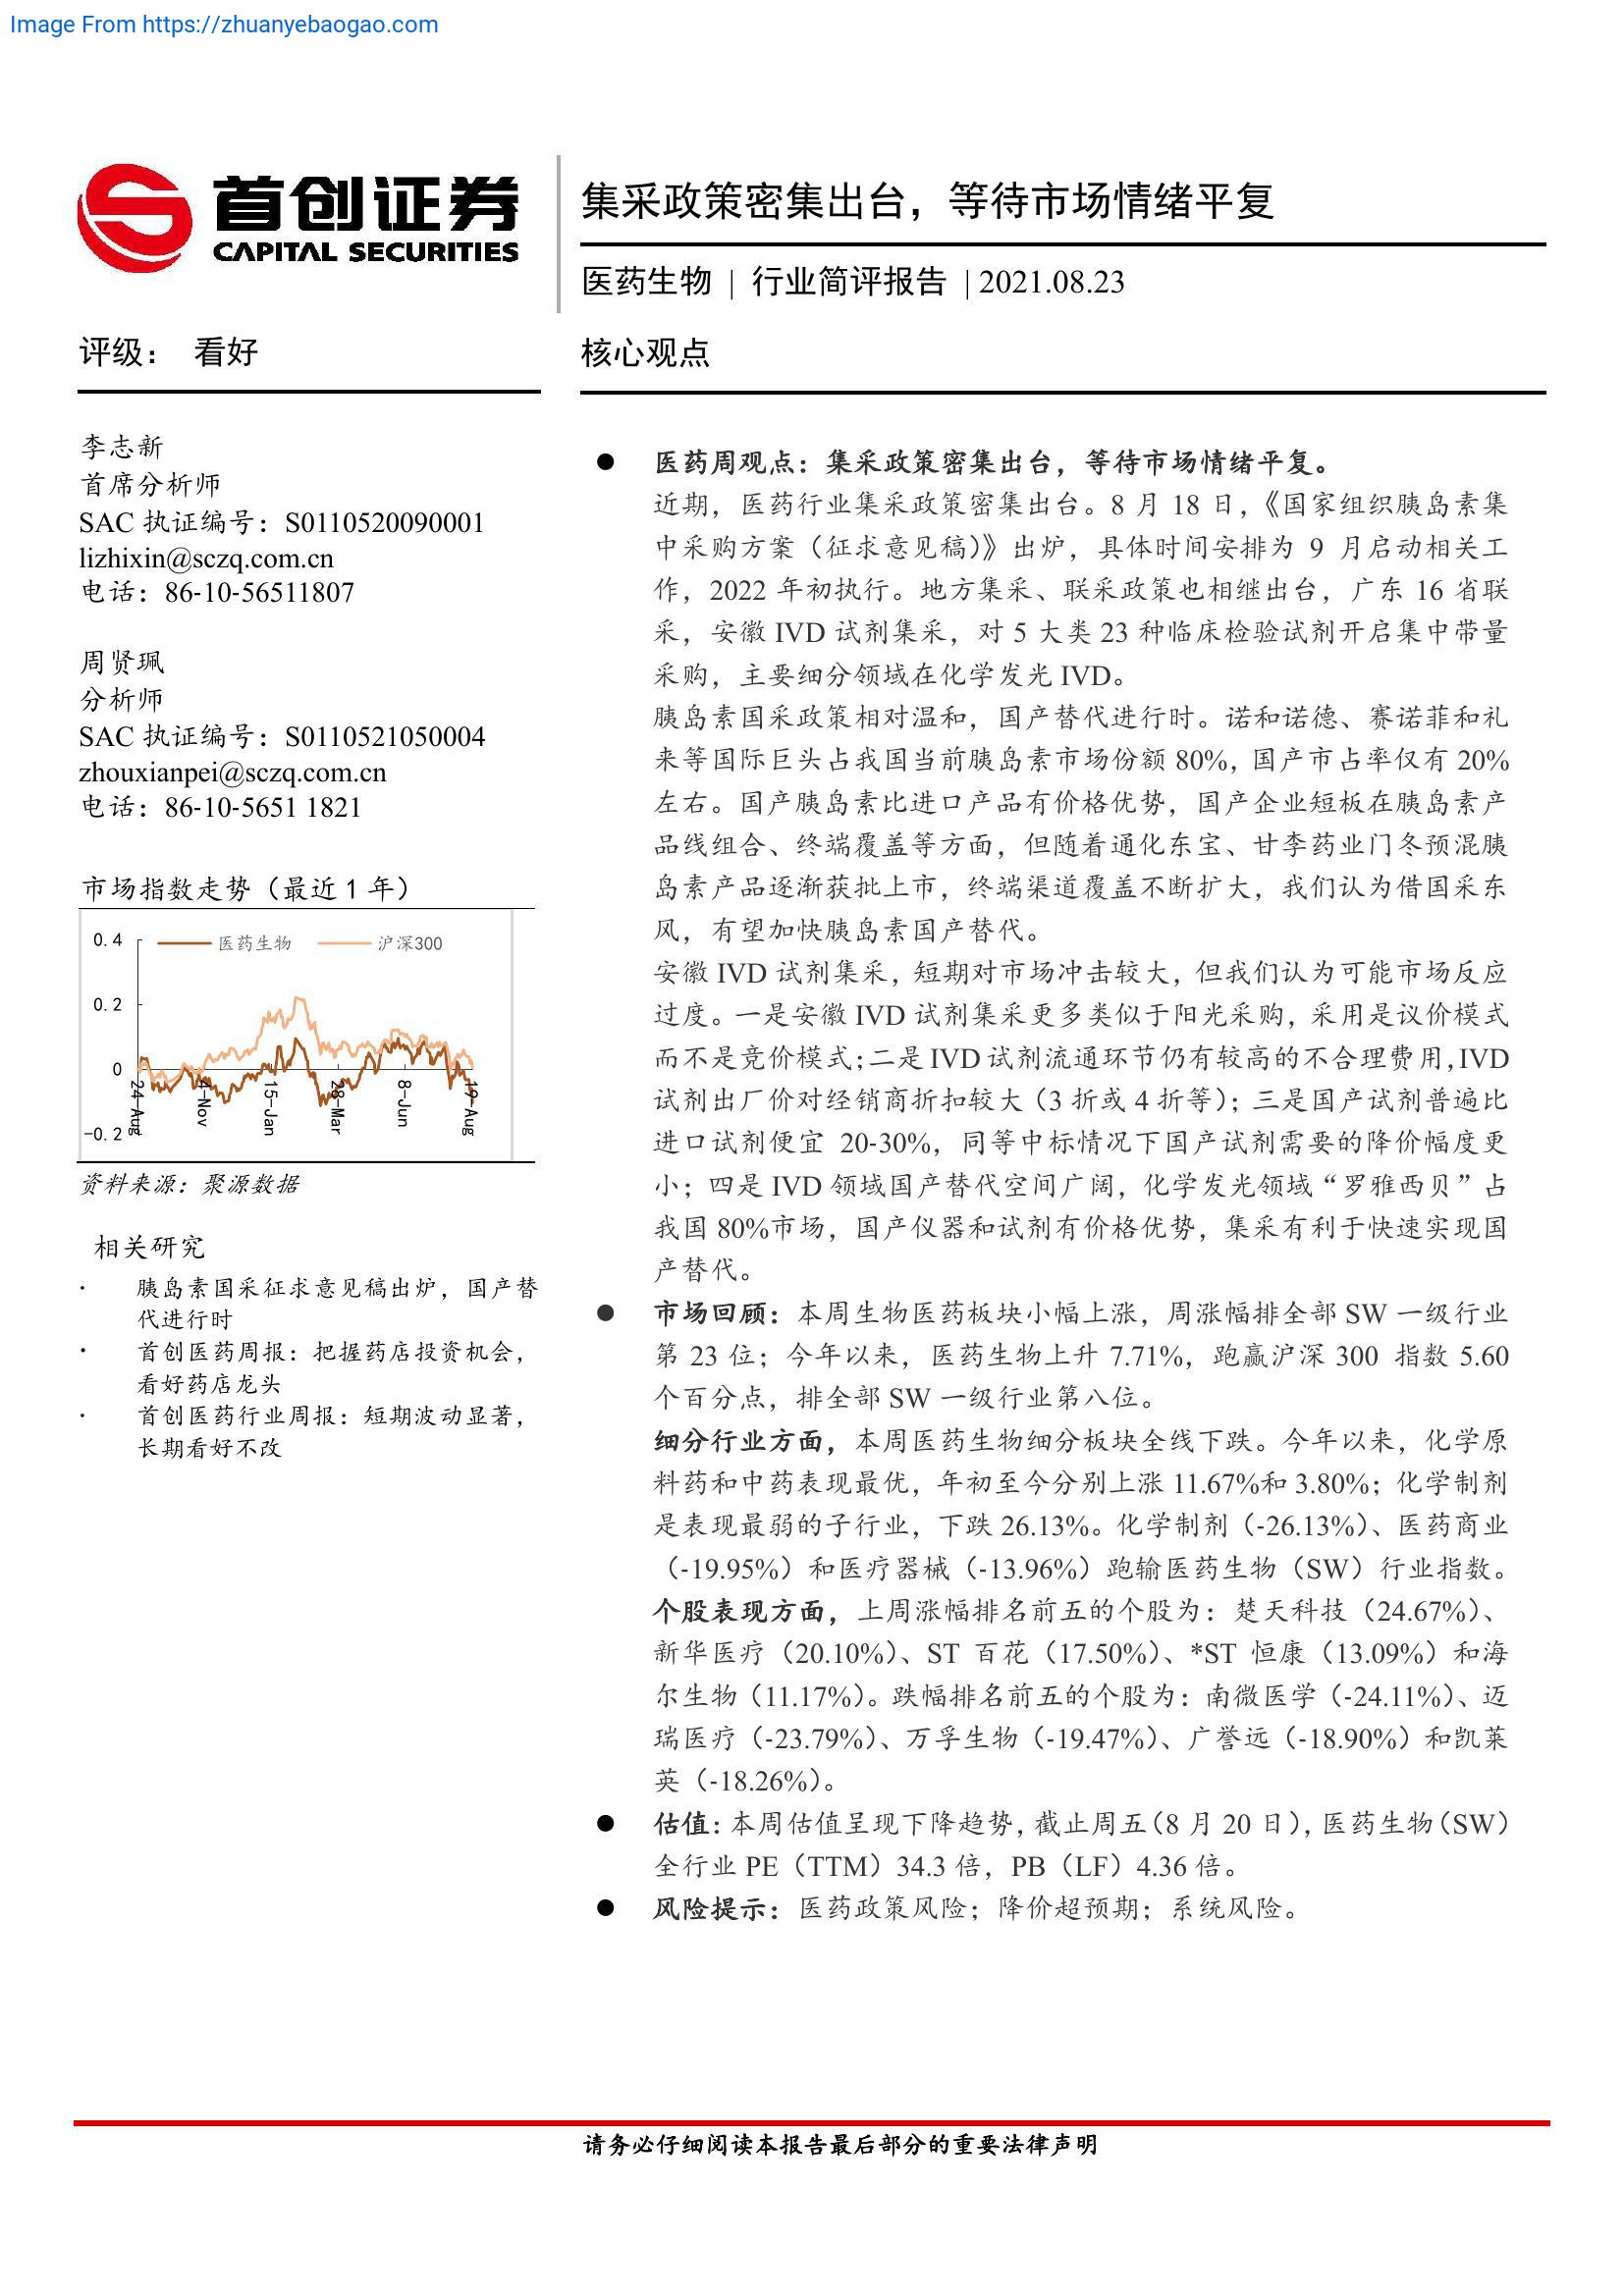 Image From https://zhuanyebaogao.com
首创证券
CAPITAL SECURITIES
集采政策密集出台，等待市场情绪平复
医药生物 | 行业简评报告 | 2021.08.23
评级： 看好
核心观点
李志新
首席分析师
SAC 执证编号：S0110520090001
lizhixin@sczq.com.cn
电话：86-10-56511807
周贤珮
分析师
SAC 执证编号：S0110521050004
zhouxianpei@sczq.com.cn
电话：86-10-5651 1821
市场指数走势（最近 1 年）
医药生物 沪深300
0.4
0.2
0
-0.2
24-Aug
4-Nov
15-Jan
28-Mar
8-Jun
19-Aug
资料来源：聚源数据
相关研究
· 胰岛素国采征求意见稿出炉，国产替
代进行时
· 首创医药周报：把握药店投资机会，
看好药店龙头
· 首创医药行业周报：短期波动显著，
长期看好不改
● 医药周观点：集采政策密集出台，等待市场情绪平复。
近期，医药行业集采政策密集出台。8 月 18 日，《国家组织胰岛素集
中采购方案（征求意见稿）》出炉，具体时间安排为 9 月启动相关工
作，2022 年初执行。地方集采、联采政策也相继出台，广东 16 省联
采，安徽 IVD 试剂集采，对 5 大类 23 种临床检验试剂开启集中带量
采购，主要细分领域在化学发光 IVD。
胰岛素国采政策相对温和，国产替代进行时。诺和诺德、赛诺菲和礼
来等国际巨头占我国当前胰岛素市场份额 80%，国产市占率仅有 20%
左右。国产胰岛素比进口产品有价格优势，国产企业短板在胰岛素产
品线组合、终端覆盖等方面，但随着通化东宝、甘李药业门冬预混胰
岛素产品逐渐获批上市，终端渠道覆盖不断扩大，我们认为借国采东
风，有望加快胰岛素国产替代。
安徽 IVD 试剂集采，短期对市场冲击较大，但我们认为可能市场反应
过度。一是安徽 IVD 试剂集采更多类似于阳光采购，采用是议价模式
而不是竞价模式；二是 IVD 试剂流通环节仍有较高的不合理费用，IVD
试剂出厂价对经销商折扣较大（3 折或 4 折等）；三是国产试剂普遍比
进口试剂便宜 20-30%，同等中标情况下国产试剂需要的降价幅度更
小；四是 IVD 领域国产替代空间广阔，化学发光领域“罗雅西贝”占
我国 80%市场，国产仪器和试剂有价格优势，集采有利于快速实现国
产替代。
● 市场回顾：本周生物医药板块小幅上涨，周涨幅排全部 SW 一级行业
第 23 位；今年以来，医药生物上升 7.71%，跑赢沪深 300 指数 5.60
个百分点，排全部 SW 一级行业第八位。
细分行业方面，本周医药生物细分板块全线下跌。今年以来，化学原
料药和中药表现最优，年初至今分别上涨 11.67%和 3.80%；化学制剂
是表现最弱的子行业，下跌 26.13%。化学制剂（-26.13%）、医药商业
（-19.95%）和医疗器械（-13.96%）跑输医药生物（SW）行业指数。
个股表现方面，上周涨幅排名前五的个股为：楚天科技（24.67%）、
新华医疗（20.10%）、ST 百花（17.50%）、*ST 恒康（13.09%）和海
尔生物（11.17%）。跌幅排名前五的个股为：南微医学（-24.11%）、迈
瑞医疗（-23.79%）、万孚生物（-19.47%）、广誉远（-18.90%）和凯莱
英（-18.26%）。
● 估值：本周估值呈现下降趋势，截止周五（8 月 20 日），医药生物（SW）
全行业 PE（TTM）34.3 倍，PB（LF）4.36 倍。
● 风险提示：医药政策风险；降价超预期；系统风险。
请务必仔细阅读本报告最后部分的重要法律声明